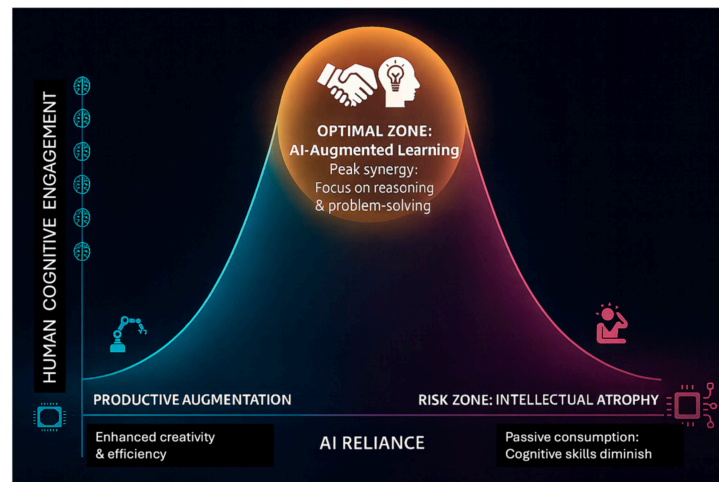 HUMAN COGNITIVE ENGAGEMENT
OPTIMAL ZONE:
AI-Augmented Learning
Peak synergy:
Focus on reasoning
& problem-solving
PRODUCTIVE AUGMENTATION
RISK ZONE: INTELLECTUAL ATROPHY
Enhanced creativity
& efficiency
AI RELIANCE
Passive consumption:
Cognitive skills diminish